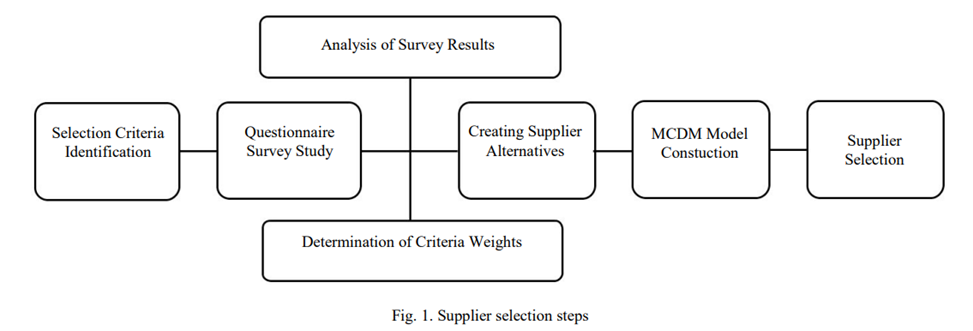 Analysis of Survey Results
Selection Criteria
Identification
Questionnaire
Survey Study
Creating Supplier
Alternatives
MCDM Model
Constuction
Supplier
Selection
Determination of Criteria Weights
Fig. 1. Supplier selection steps